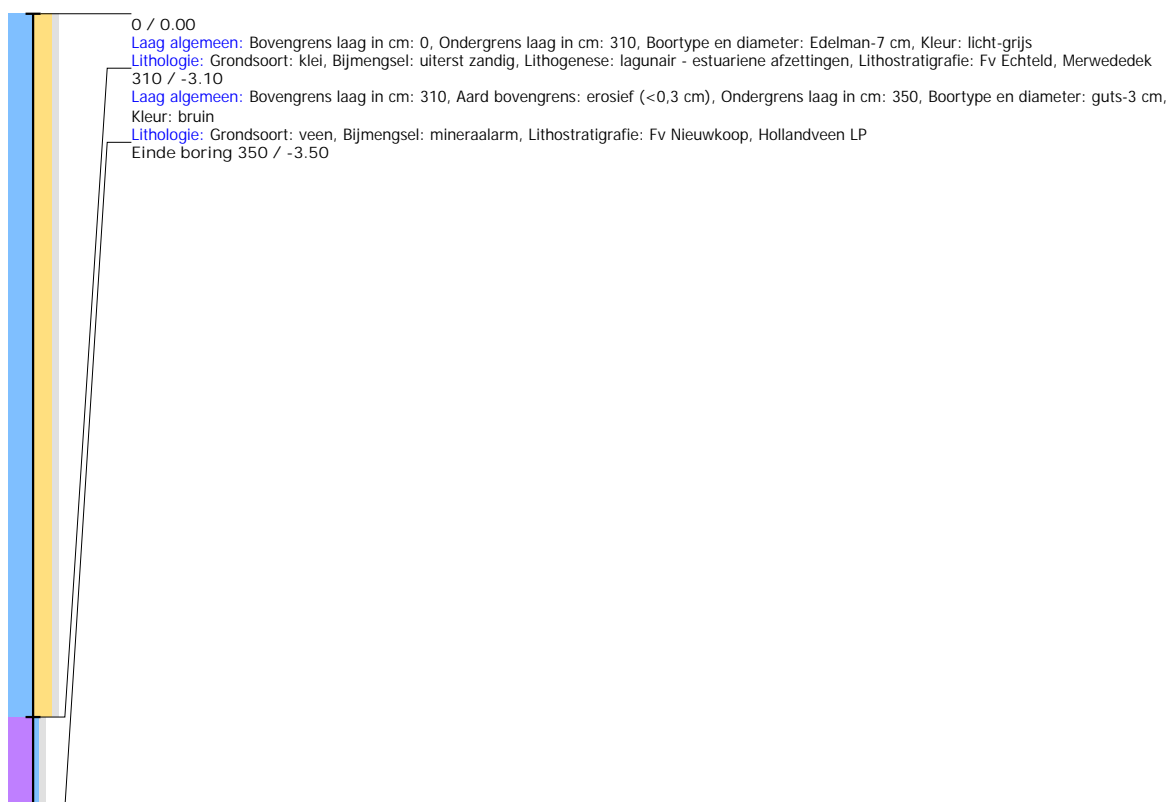 0 / 0.00
Laag algemeen: Bovengrens laag in cm: 0, Ondergrens laag in cm: 310, Boortype en diameter: Edelman-7 cm, Kleur: licht-grijs
Lithologie: Grondsoort: klei, Bijmengsel: uiterst zandig, Lithogenese: lagunair - estuariene afzettingen, Lithostratigrafie: Fv Echteld, Merwededek
310 / -3.10
Laag algemeen: Bovengrens laag in cm: 310, Aard bovengrens: erosief (<0,3 cm), Ondergrens laag in cm: 350, Boortype en diameter: guts-3 cm,
Kleur: bruin
Lithologie: Grondsoort: veen, Bijmengsel: mineraalarm, Lithostratigrafie: Fv Nieuwkoop, Hollandveen LP
Einde boring 350 / -3.50